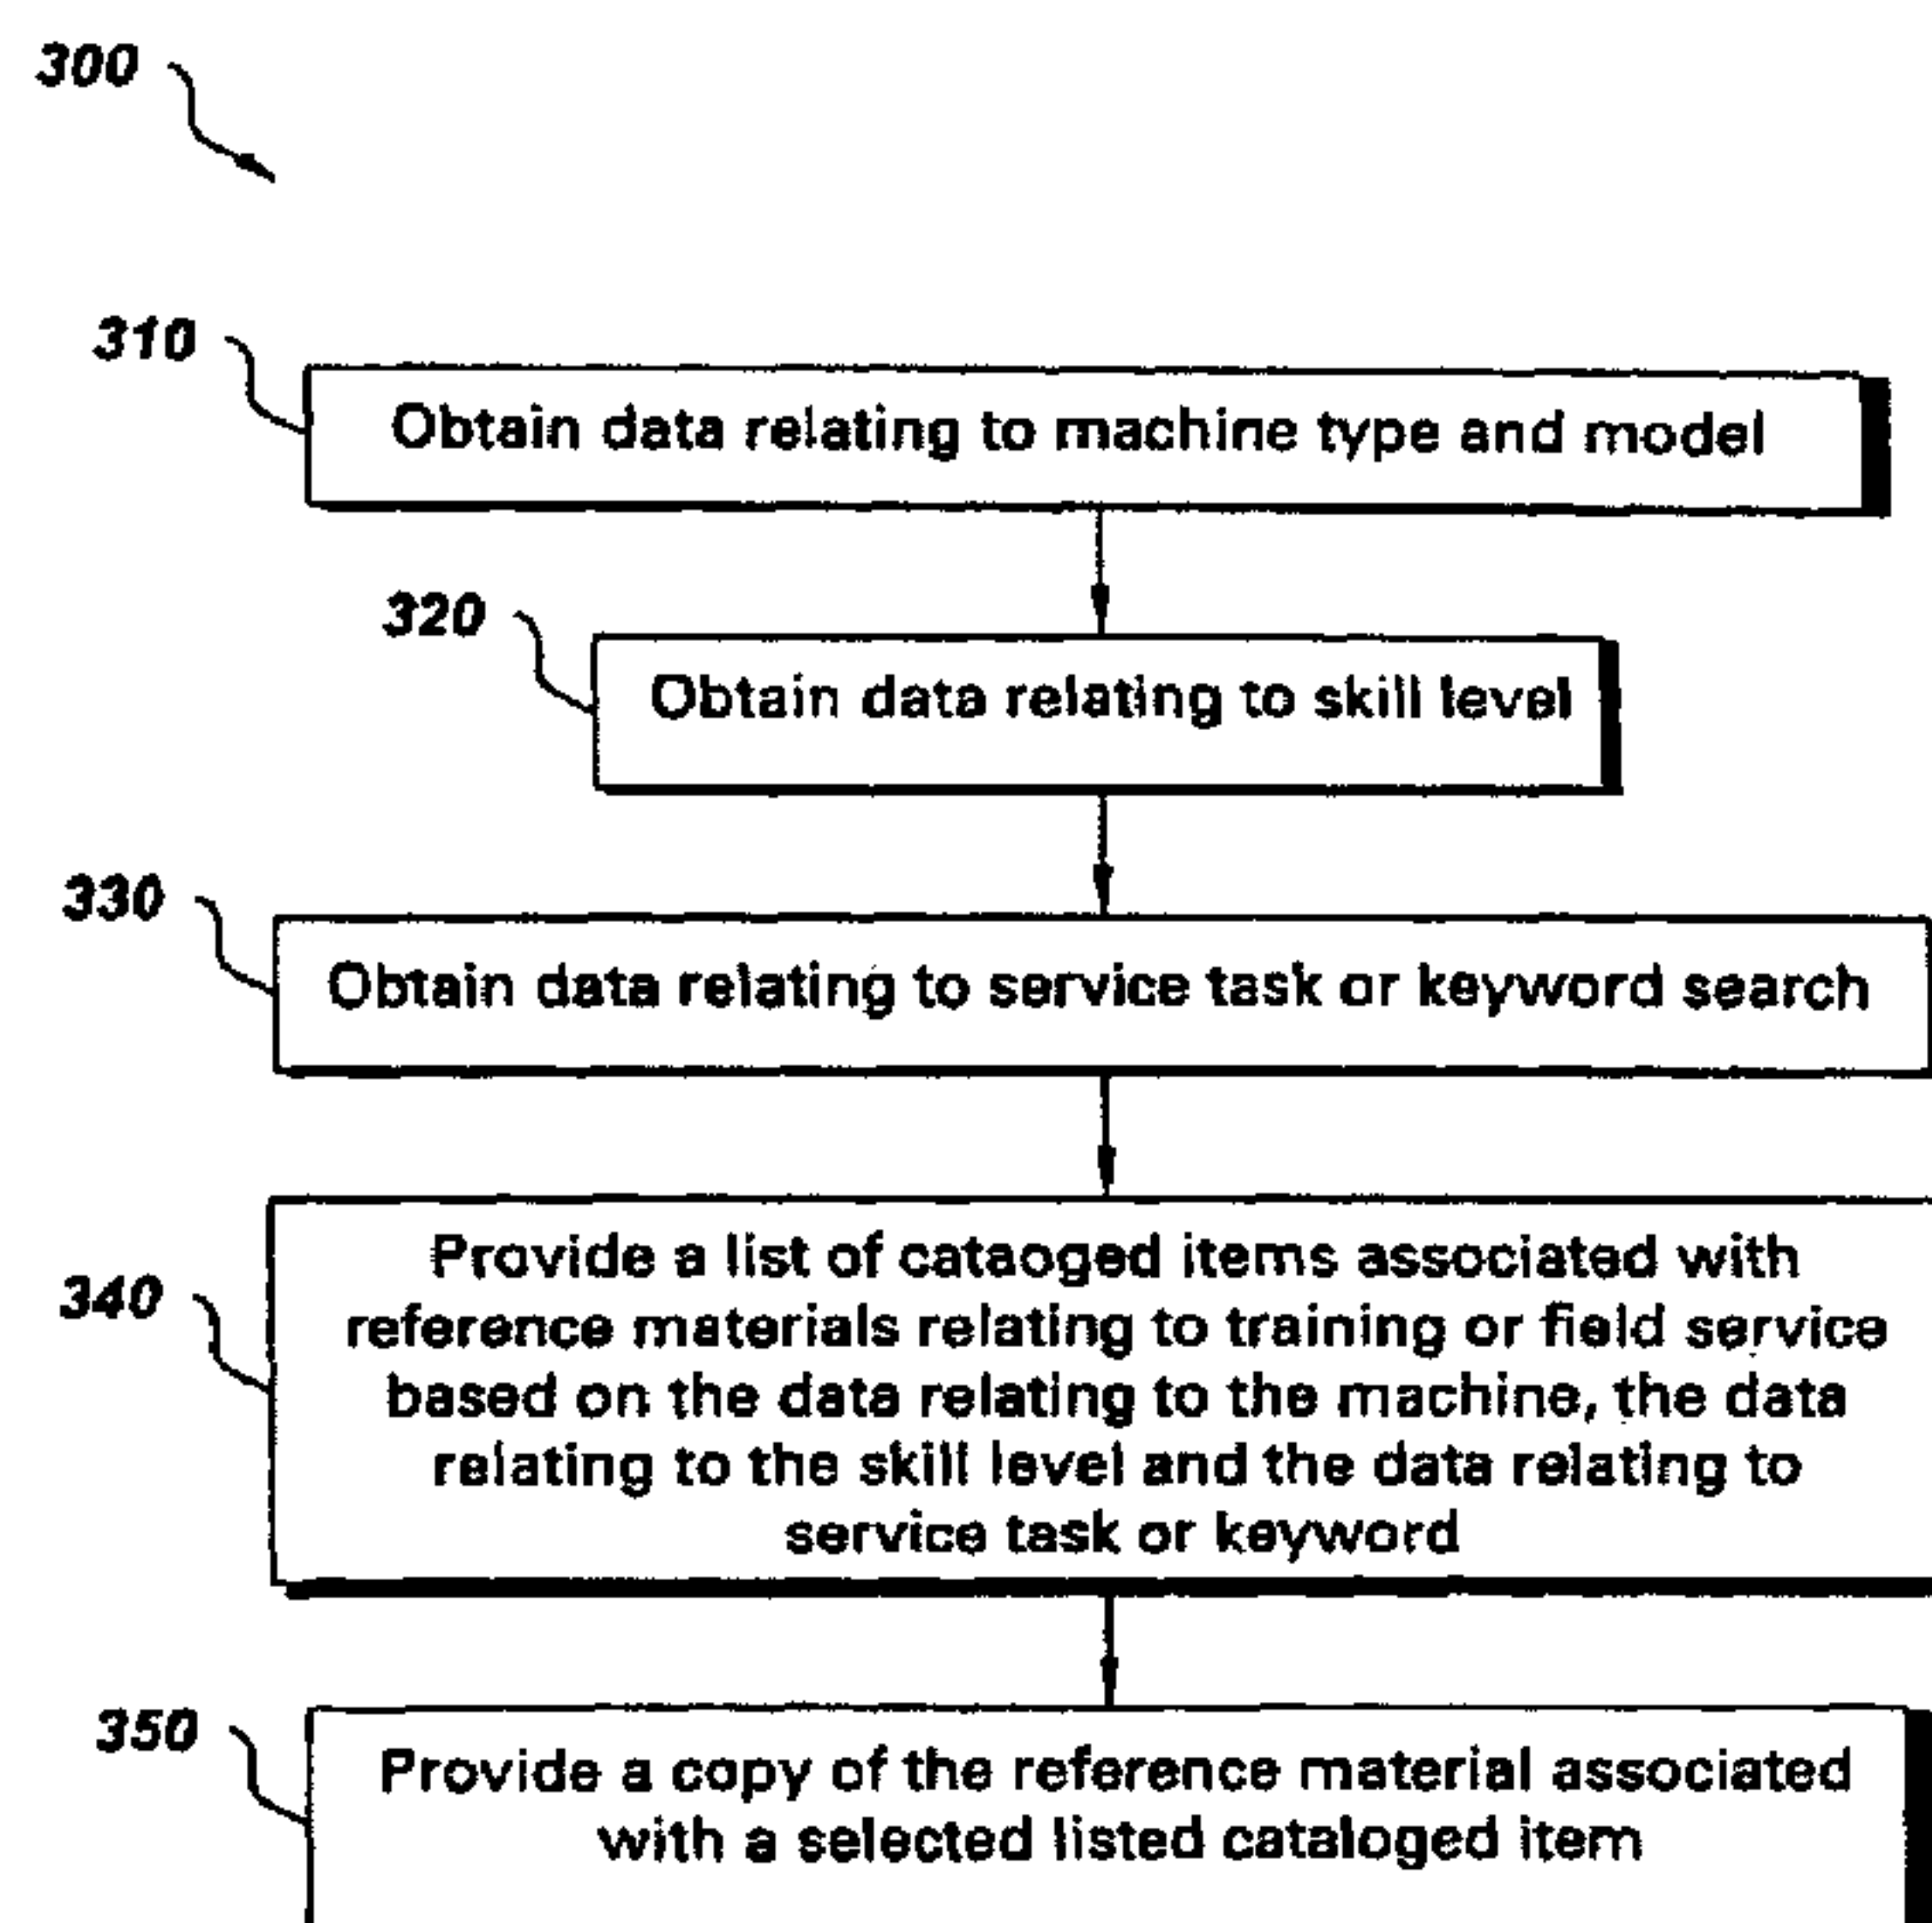 300
310
Obtain data relating to machine type and model
320
Obtain data relating to skill level
330
Obtain data relating to service task or keyword search
340
Provide a list of cataoged items associated with
reference materials relating to training or field service
based on the data relating to the machine, the data
relating to the skill level and the data relating to
service task or keyword
350
Provide a copy of the reference material associated
with a selected listed cataloged item